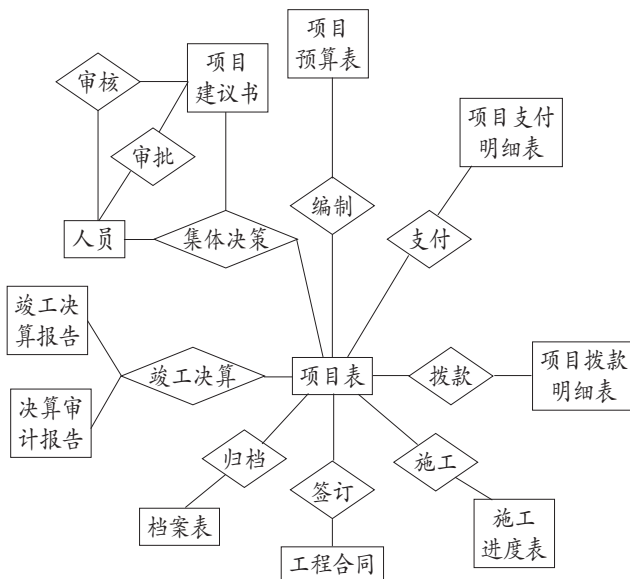 项目
预算表
审核
项目
建议书
项目支付
明细表
审批
编制
支付
人员
集体决策
竣工决
算报告
竣工决算
项目表
拨款
项目拨款
明细表
决算审
计报告
归档
签订
施工
档案表
工程合同
施工
进度表